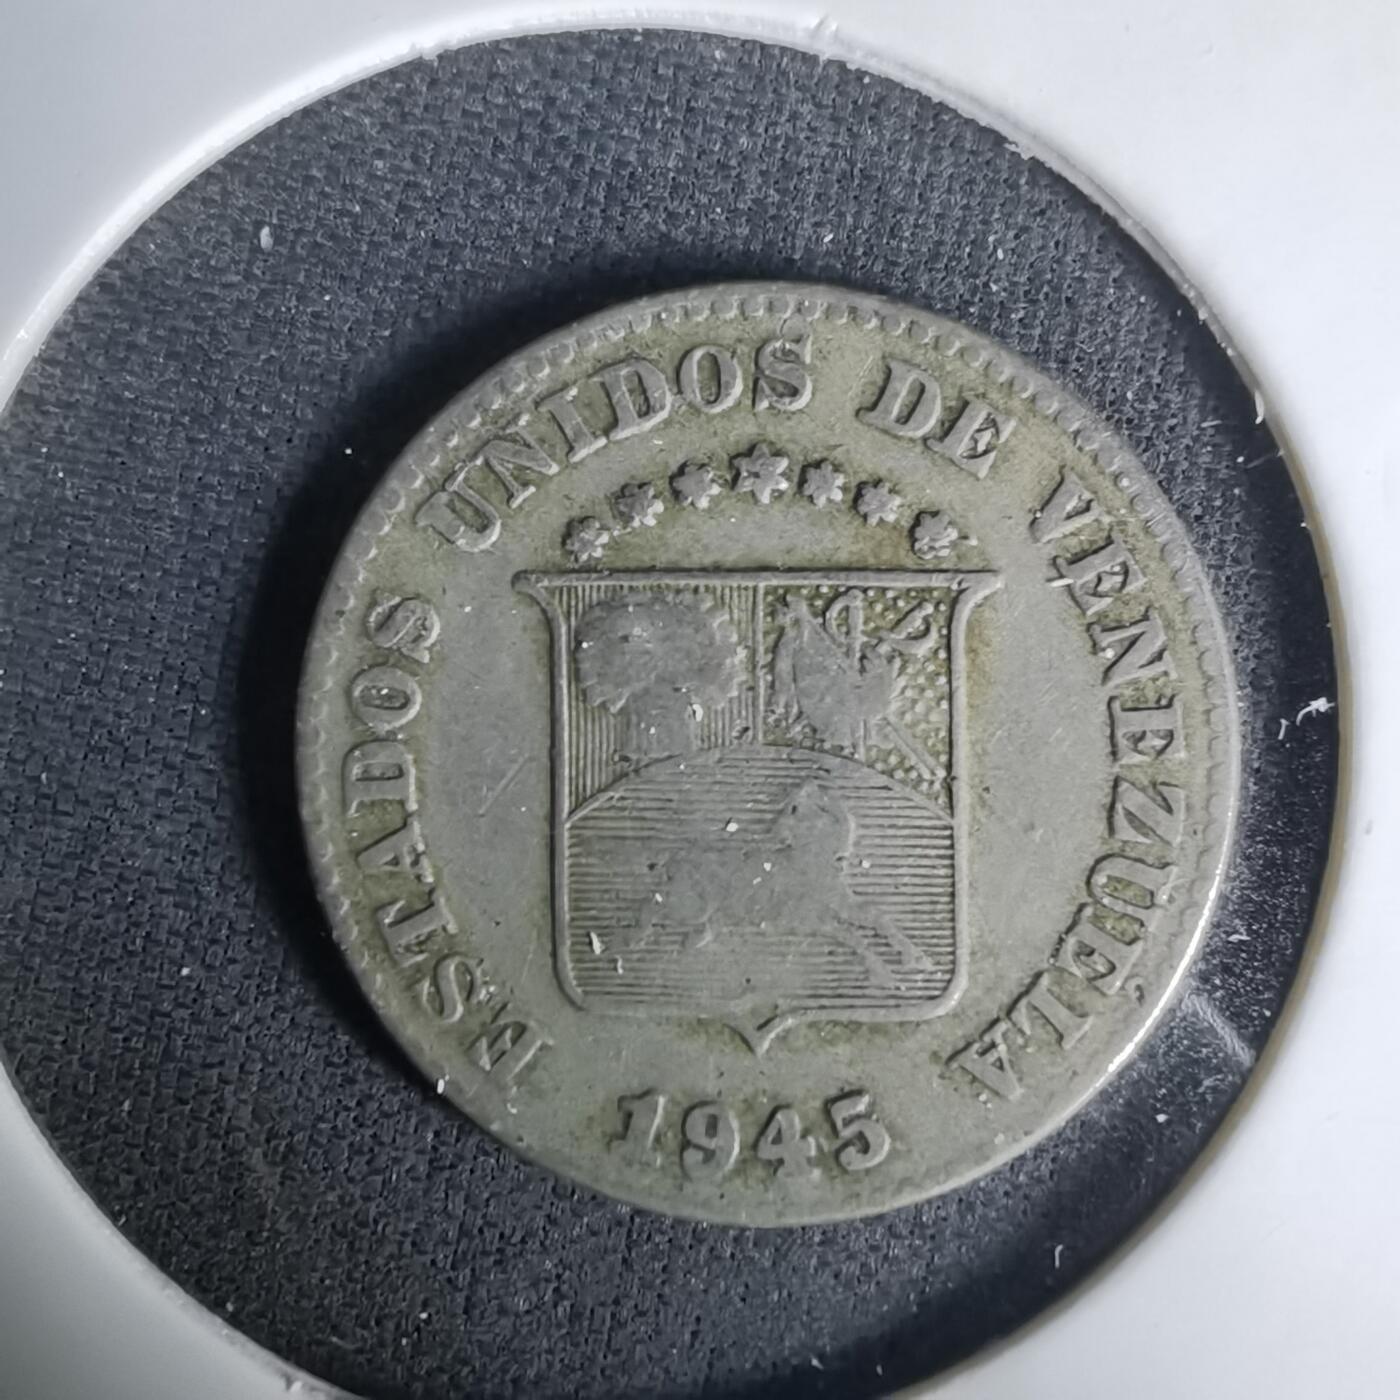 ESTADOS UNIDOS DE VENEZUELA
1945